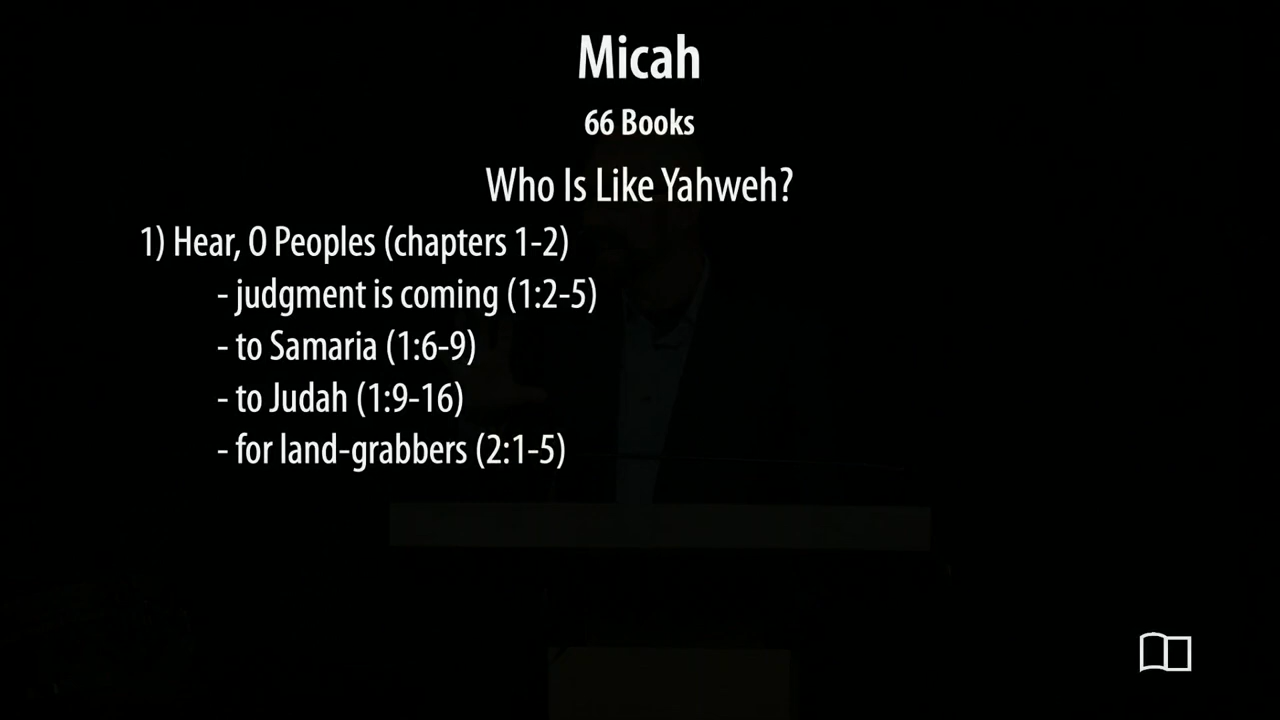 Micah
66 Books
Who Is Like Yahweh?
1) Hear, O Peoples (chapters 1-2)
- judgment is coming (1:2-5)
- to Samaria (1:6-9)
- to Judah (1:9-16)
- for land-grabbers (2:1-5)